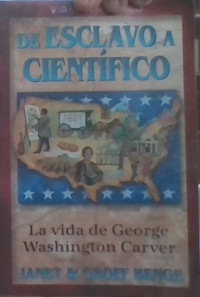 DE ESCLAVO A
CIENTÍFICO
La vida de George
Washington Carver
JANET & GEOFF BENGE